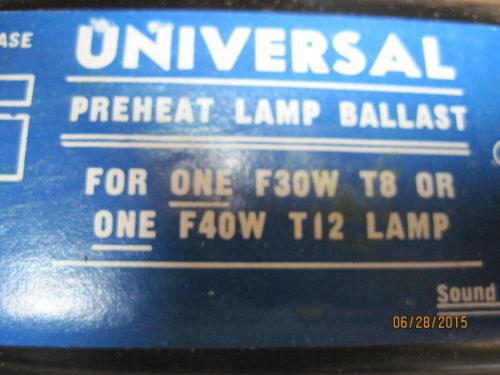 ASE
UNIVERSAL
PREHEAT LAMP BALLAST
FOR ONE F30W T8 OR
ONE F40W T12 LAMP
Sound
06/28/2015